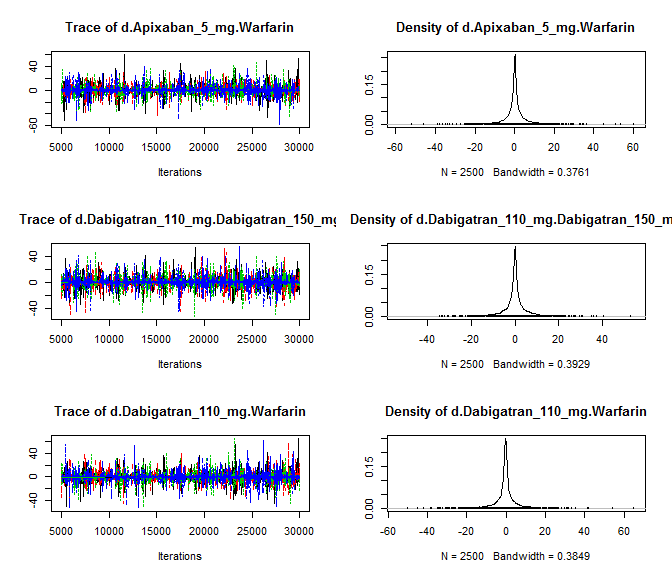 Trace of d.Apixaban_5_mg.Warfarin
40
0
-60
5000 10000 15000 20000 25000 30000
Iterations
Density of d.Apixaban_5_mg.Warfarin
0.15
0.00
-60 -40 -20 0 20 40 60
N = 2500 Bandwidth = 0.3761
Trace of d.Dabigatran_110_mg.Dabigatran_150_mg
40
0
-40
5000 10000 15000 20000 25000 30000
Iterations
Density of d.Dabigatran_110_mg.Dabigatran_150_m
0.15
0.00
-40 -20 0 20 40
N = 2500 Bandwidth = 0.3929
Trace of d.Dabigatran_110_mg.Warfarin
40
0
-40
5000 10000 15000 20000 25000 30000
Iterations
Density of d.Dabigatran_110_mg.Warfarin
0.15
0.00
-60 -40 -20 0 20 40 60
N = 2500 Bandwidth = 0.3849